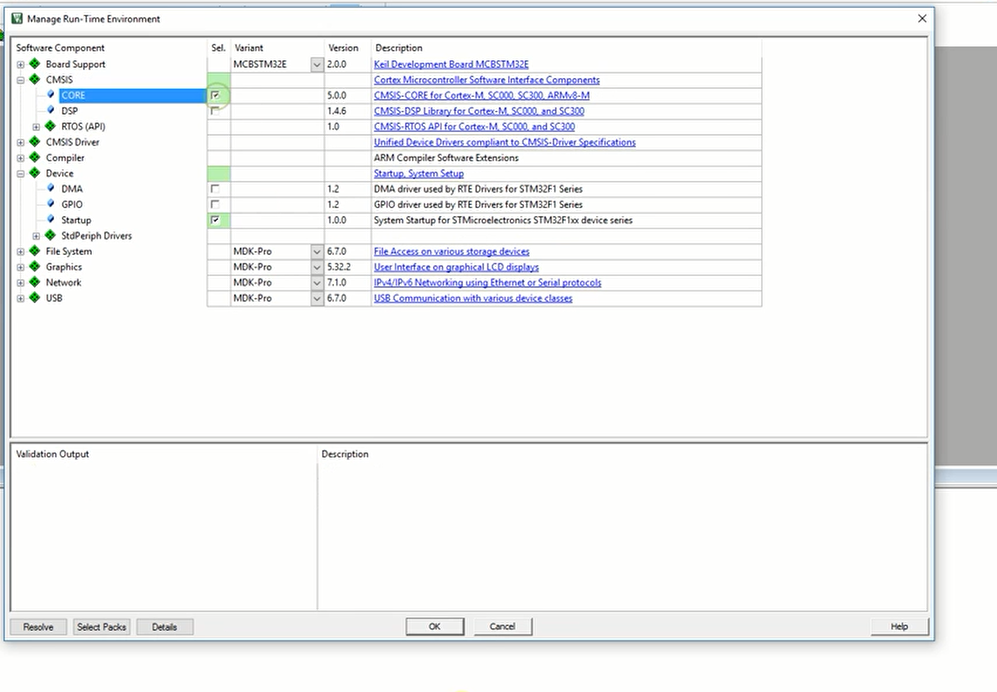 Manage Run-Time Environment
Software Component Sel. Variant Version Description
Board Support MCBSTM32E 2.0.0 Keil Development Board MCBSTM32E
CMSIS Cortex Microcontroller Software Interface Components
CORE 5.0.0 CMSIS-CORE for Cortex-M, SC000, SC300, ARMv8-M
DSP 1.4.6 CMSIS-DSP Library for Cortex-M, SC000, and SC300
RTOS (API) 1.0 CMSIS-RTOS API for Cortex-M, SC000, and SC300
CMSIS Driver Unified Device Drivers compliant to CMSIS-Driver Specifications
Compiler ARM Compiler Software Extensions
Device Startup, System Setup
DMA 1.2 DMA driver used by RTE Drivers for STM32F1 Series
GPIO 1.2 GPIO driver used by RTE Drivers for STM32F1 Series
Startup 1.0.0 System Startup for STMicroelectronics STM32F1xx device series
StdPeriph Drivers
File System MDK-Pro 6.7.0 File Access on various storage devices
Graphics MDK-Pro 5.32.2 User Interface on graphical LCD displays
Network MDK-Pro 7.1.0 IPv4/IPv6 Networking using Ethernet or Serial protocols
USB MDK-Pro 6.7.0 USB Communication with various device classes
Validation Output Description
Resolve Select Packs Details OK Cancel Help